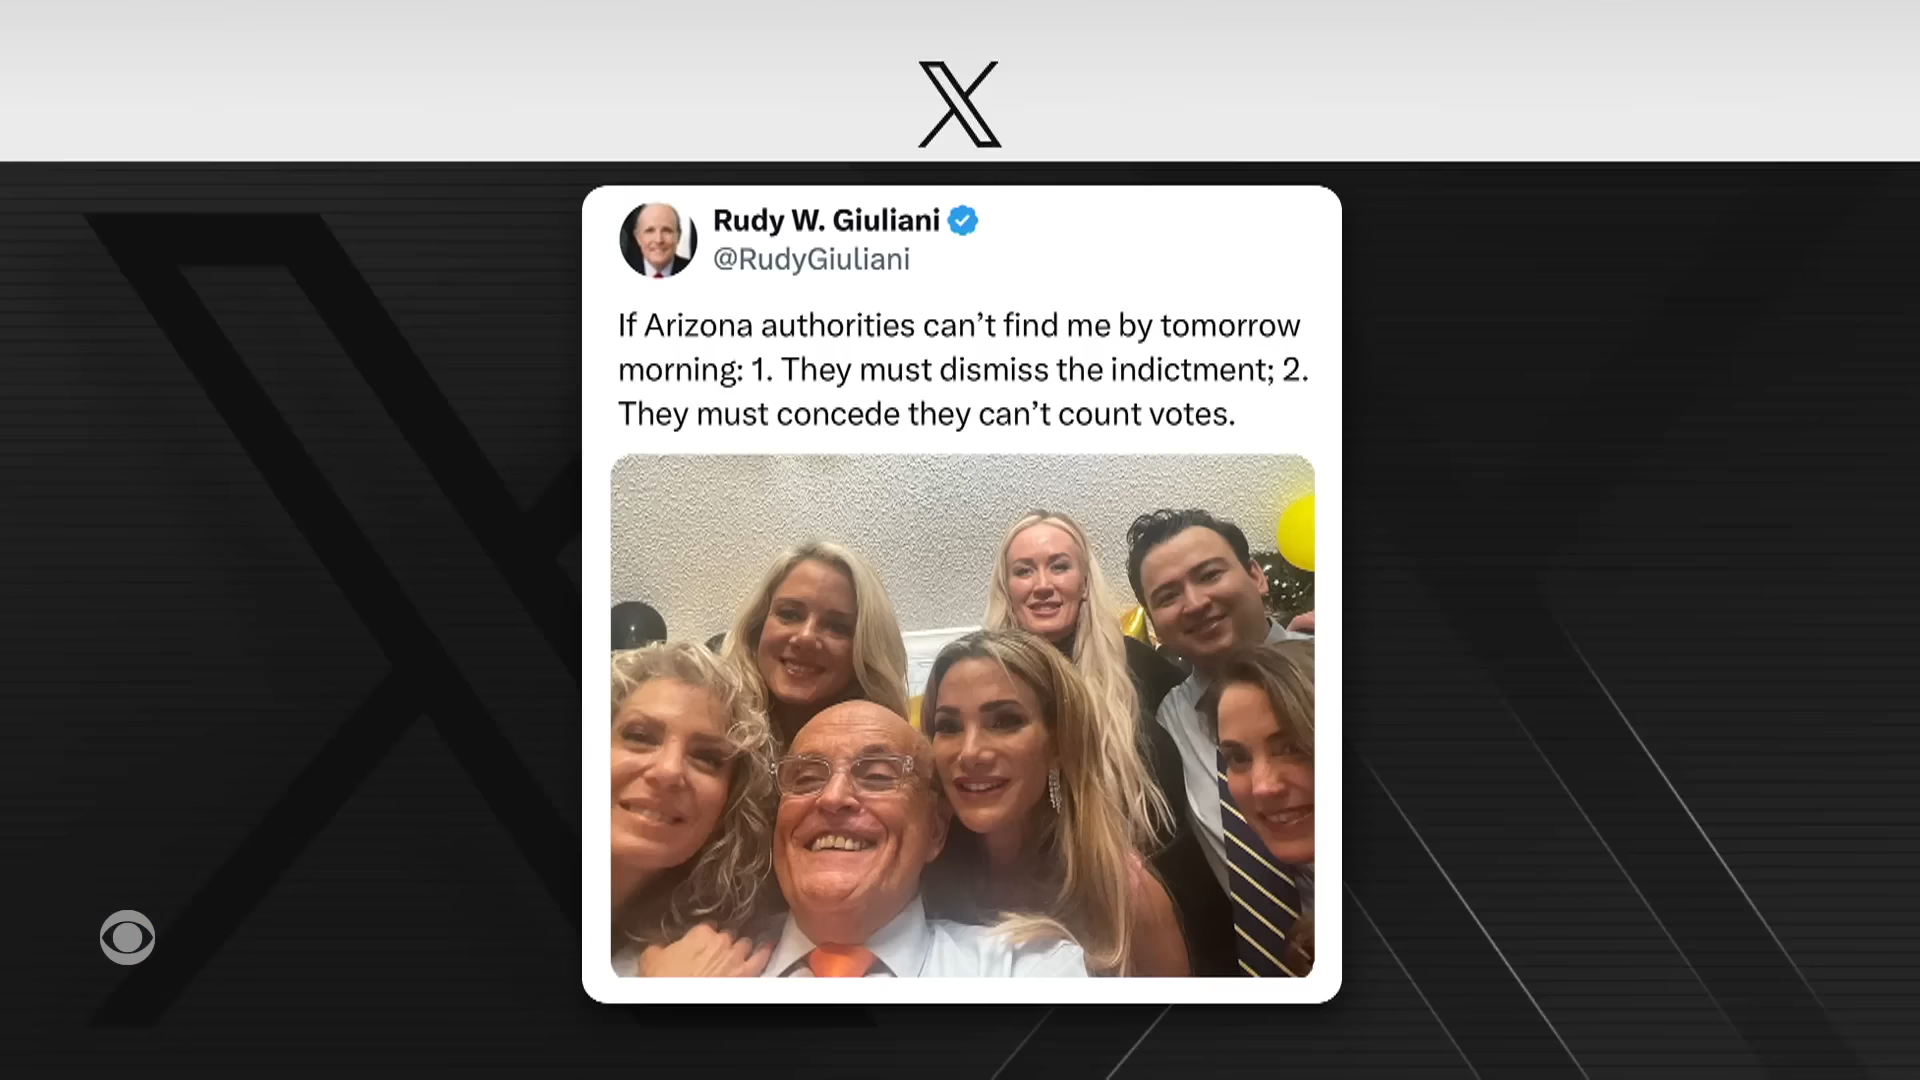 Rudy W. Giuliani
@RudyGiuliani
If Arizona authorities can’t find me by tomorrow
morning: 1. They must dismiss the indictment; 2.
They must concede they can’t count votes.